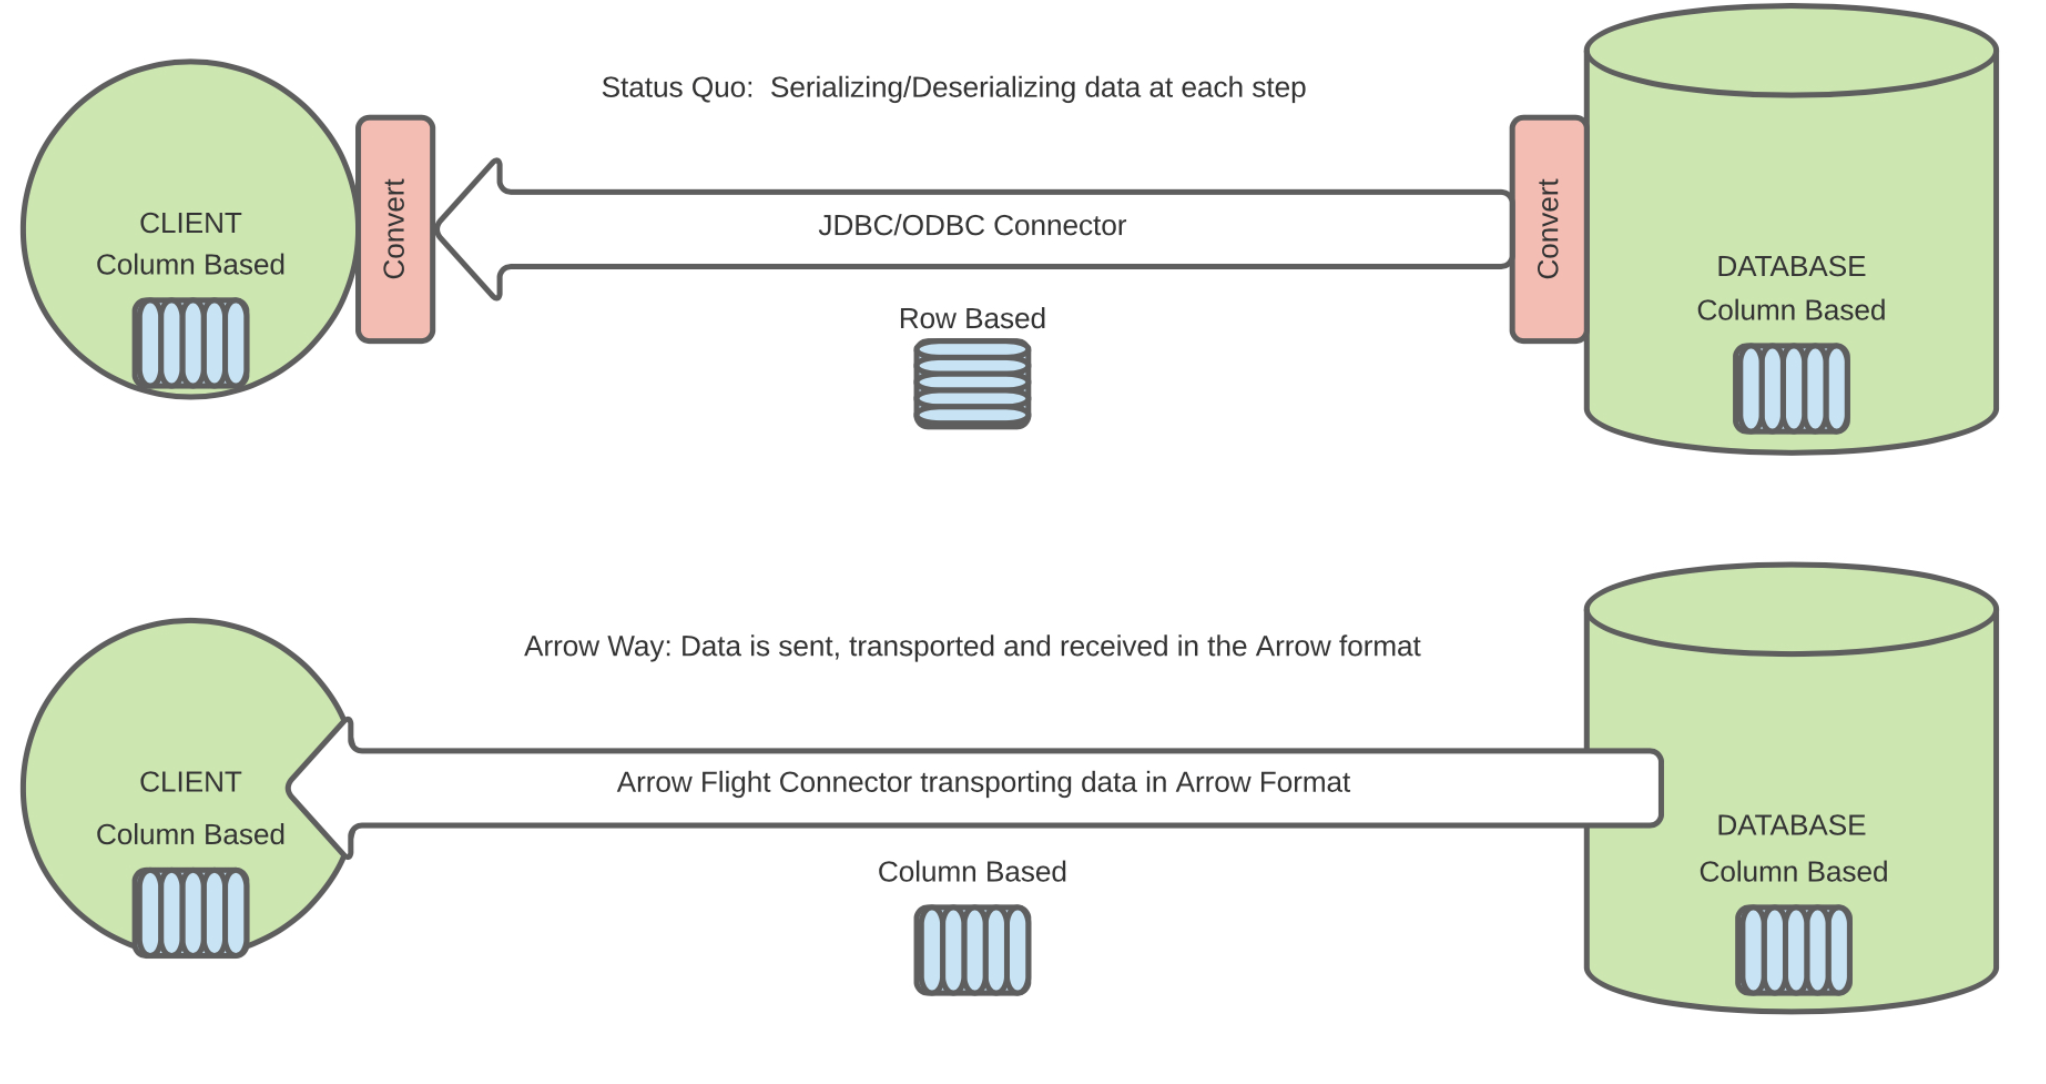 Status Quo:  Serializing/Deserializing data at each step
CLIENT
Column Based
Convert
JDBC/ODBC Connector
Row Based
Convert
DATABASE
Column Based
Arrow Way: Data is sent, transported and received in the Arrow format
CLIENT
Column Based
Arrow Flight Connector transporting data in Arrow Format
Column Based
DATABASE
Column Based